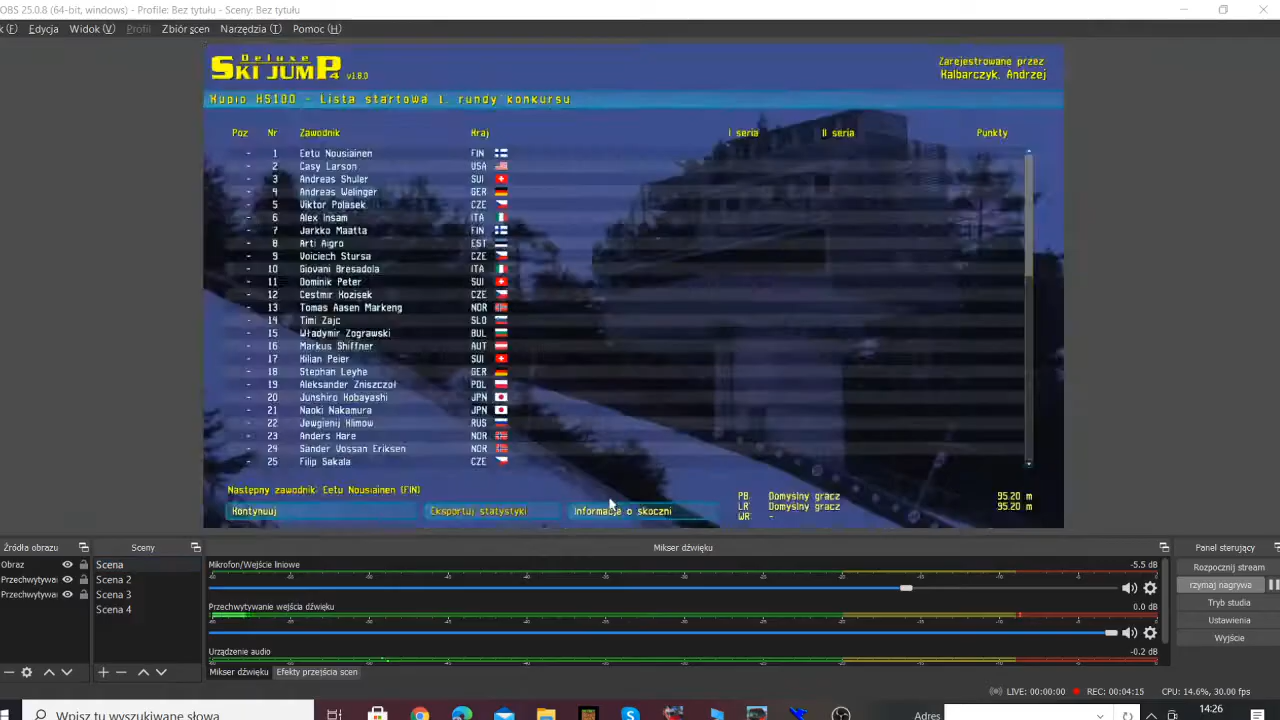 OBS 25.0.8 (64-bit, windows) - Profile: Bez tytułu - Sceny: Bez tytułu
k (F) Edycja Widok (V) Profil Zbiór scen Narzędzia (T) Pomoc (H)
Deluxe
SKI JUMP 4 v1.8.0
Zarejestrowane przez
Kalbarczyk, Andrzej
Kupio HS100 - Lista startowa 1. rundy konkursu
Poz Nr Zawodnik Kraj I seria II seria Punkty
- 1 Eetu Nousiainen FIN
- 2 Casy Larson USA
- 3 Andreas Shuler SUI
- 4 Andreas Welinger GER
- 5 Viktor Polasek CZE
- 6 Alex Insam ITA
- 7 Jarkko Maatta FIN
- 8 Arti Aigro EST
- 9 Voiciech Stursa CZE
- 10 Giovani Bresadola ITA
- 11 Dominik Peter SUI
- 12 Cestmir Kozisek CZE
- 13 Tomas Aasen Markeng NOR
- 14 Timi Zajc SLO
- 15 Władymir Zograwski BUL
- 16 Markus Shiffner AUT
- 17 Kilian Peier SUI
- 18 Stephan Leyhe GER
- 19 Aleksander Zniszczoł POL
- 20 Junshiro Kobayashi JPN
- 21 Naoki Nakamura JPN
- 22 Jewgienij Klimow RUS
- 23 Anders Hare NOR
- 24 Sander Vossan Eriksen NOR
- 25 Filip Sakala CZE
Następny zawodnik: Eetu Nousiainen (FIN)
Kontynuuj Eksportuj statystyki Informacja o skoczni
PB: Domyślny gracz 95.20 m
LR: Domyślny gracz 95.20 m
WR: -
Źródła obrazu Sceny Mikser dźwięku Panel sterujący
Obraz
Przechwytywar
Przechwytywar
Scena
Scena 2
Scena 3
Scena 4
Mikrofon/Wejście liniowe -5.5 dB
Przechwytywanie wejścia dźwięku 0.0 dB
Urządzenie audio -0.2 dB
Rozpocznij stream
rzymaj nagrywa
Tryb studia
Ustawienia
Wyjście
Mikser dźwięku Efekty przejścia scen
LIVE: 00:00:00 REC: 00:04:15 CPU: 14.6%, 30.00 fps
Wpisz tu wyszukiwane słowa
Adres
14:26